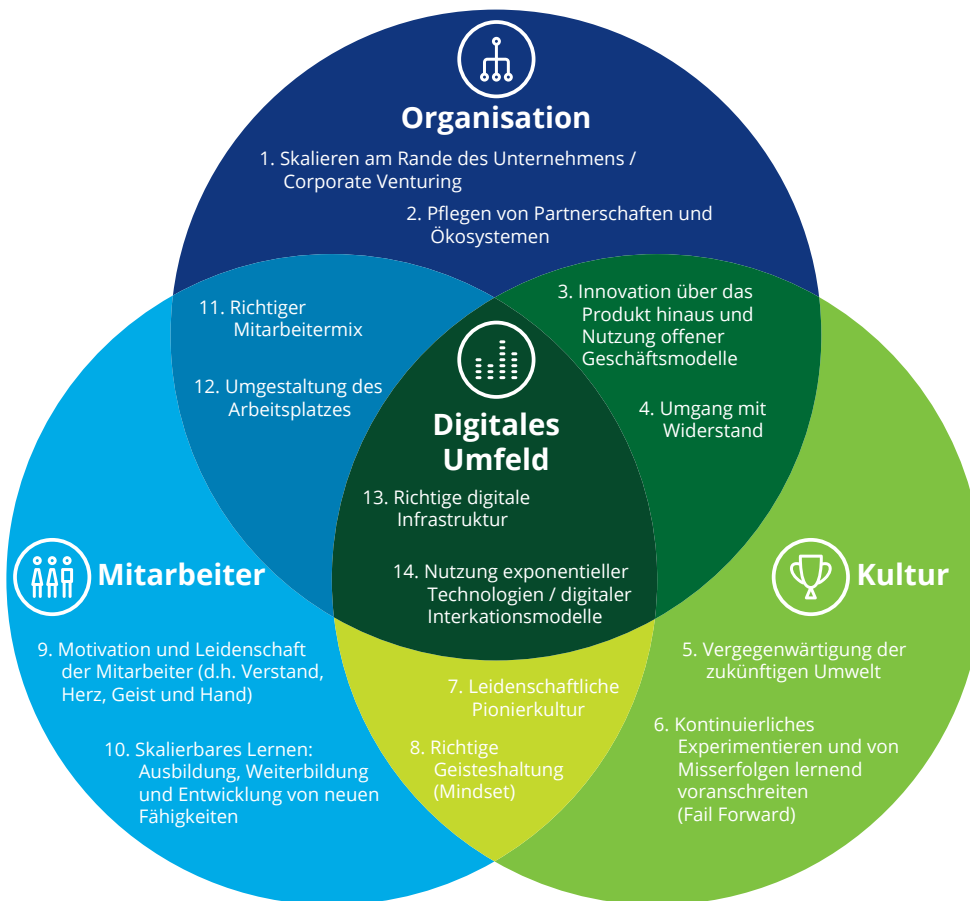 Organisation
1. Skalieren am Rande des Unternehmens /
Corporate Venturing
2. Pflegen von Partnerschaften und
Ökosystemen
3. Innovation über das
Produkt hinaus und
Nutzung offener
Geschäftsmodelle
4. Umgang mit
Widerstand
11. Richtiger
Mitarbeitermix
12. Umgestaltung des
Arbeitsplatzes
Digitales
Umfeld
13. Richtige digitale
Infrastruktur
14. Nutzung exponentieller
Technologien / digitaler
Interkationsmodelle
Mitarbeiter
9. Motivation und Leidenschaft
der Mitarbeiter (d.h. Verstand,
Herz, Geist und Hand)
10. Skalierbares Lernen:
Ausbildung, Weiterbildung
und Entwicklung von neuen
Fähigkeiten
7. Leidenschaftliche
Pionierkultur
8. Richtige
Geisteshaltung
(Mindset)
Kultur
5. Vergegenwärtigung der
zukünftigen Umwelt
6. Kontinuierliches
Experimentieren und von
Misserfolgen lernend
voranschreiten
(Fail Forward)